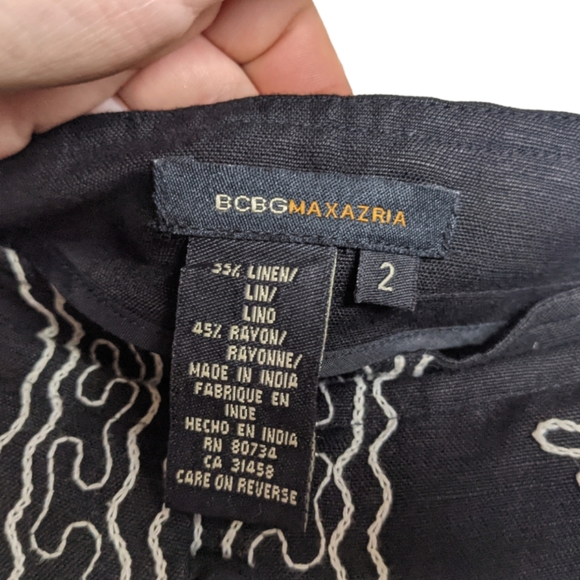 BCBGMAXAZRIA
2
55% LINEN/
LIN/
LINO
45% RAYON/
RAYONNE/
MADE IN INDIA
FABRIQUE EN
INDE
HECHO EN INDIA
RN 80734
CA 31458
CARE ON REVERSE